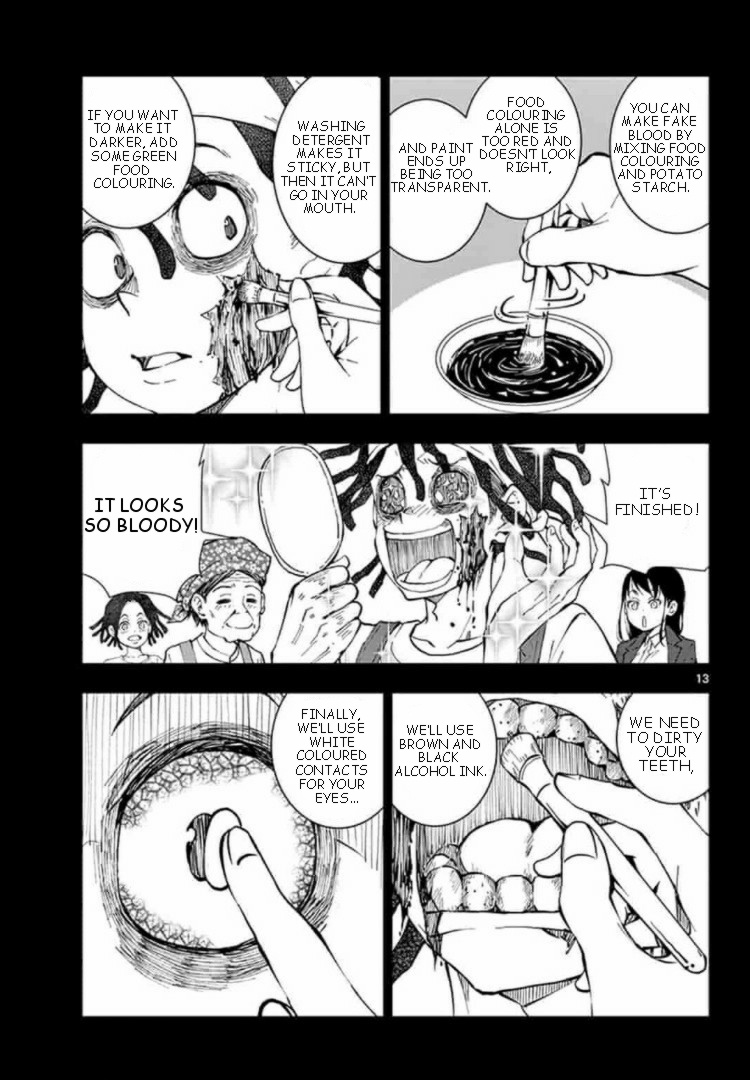 YOU CAN
MAKE FAKE
BLOOD BY
MIXING FOOD
COLOURING
AND POTATO
STARCH.
FOOD
COLOURING
ALONE IS
TOO RED AND
DOESN'T LOOK
RIGHT,
AND PAINT
ENDS UP
BEING TOO
TRANSPARENT.
WASHING
DETERGENT
MAKES IT
STICKY, BUT
THEN IT CAN'T
GO IN YOUR
MOUTH.
IF YOU WANT
TO MAKE IT
DARKER, ADD
SOME GREEN
FOOD
COLOURING.
IT'S
FINISHED!
IT LOOKS
SO BLOODY!
13
WE NEED
TO DIRTY
YOUR
TEETH,
WE'LL USE
BROWN AND
BLACK
ALCOHOL INK.
FINALLY,
WE'LL USE
WHITE
COLOURED
CONTACTS
FOR YOUR
EYES...